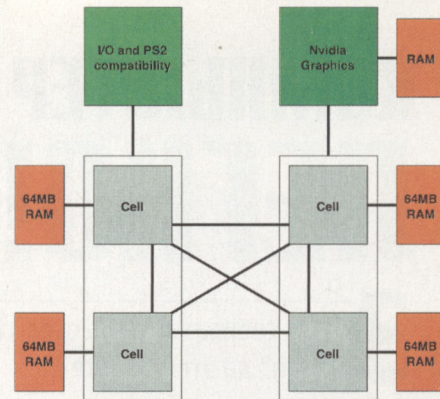 I/O and PS2
compatibility
Nvidia
Graphics
RAM
64MB
RAM
Cell
Cell
64MB
RAM
64MB
RAM
Cell
Cell
64MB
RAM